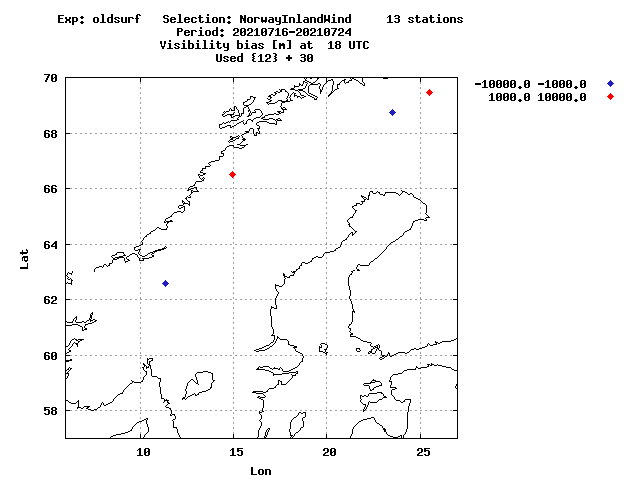 Exp: oldsurf   Selection: NorwayInlandWind     13 stations
Period: 20210716-20210724
Visibility bias [m] at  18 UTC
Used {12} + 30
70
68
66
64
62
60
58
10
15
20
25
Lat
Lon
-10000.0 -1000.0
1000.0 10000.0